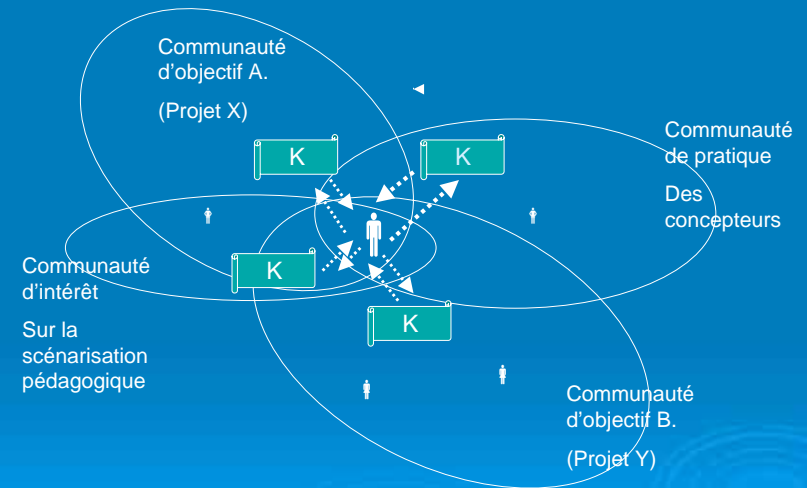 Communauté
d'objectif A.
(Projet X)
K
K
Communauté
de pratique
Des
concepteurs
K
Communauté
d'intérêt
Sur la
scénarisation
pédagogique
K
Communauté
d'objectif B.
(Projet Y)